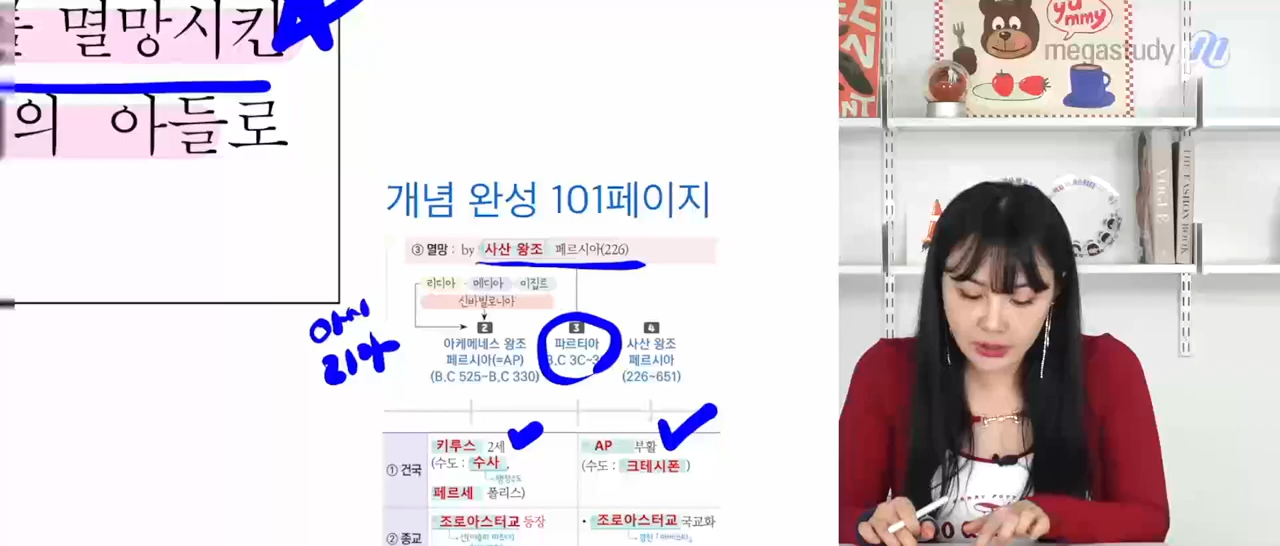 멸망시킨
의 아들로
개념 완성 101페이지
③ 멸망 : by 사산 왕조 페르시아(226)
리디아 메디아 이집트
신바빌로니아
2 3 4
아케메네스 왕조 파르티아 사산 왕조
페르시아(=AP) B.C 3C~3 페르시아
(B.C 525~B.C 330) (226~651)
아시
리아
① 건국
키루스 2세
(수도 : 수사,
페르세 폴리스)
AP 부활
(수도 : 크테시폰)
② 종교
조로아스터교 등장
• 조로아스터교 국교화
yummy
megastudy
VOGUE
THE FASHION BOOK